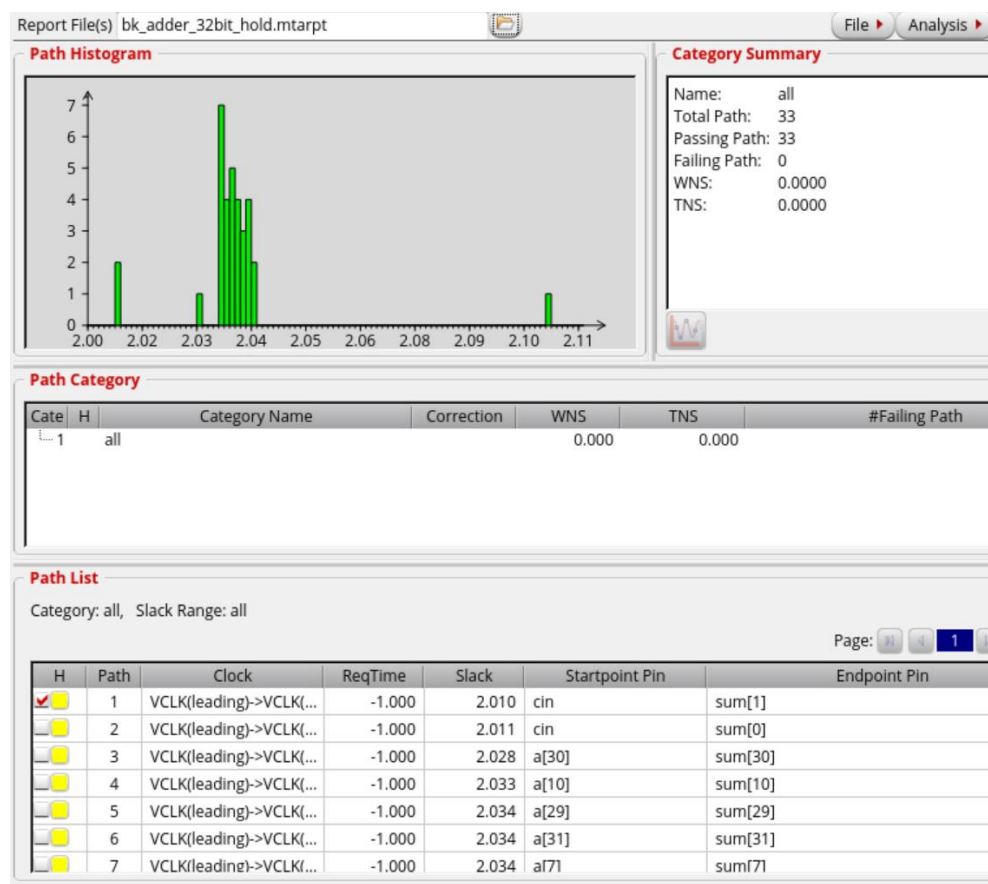 Report File(s) bk_adder_32bit_hold.mtarpt File Analysis
Path Histogram
7
6
5
4
3
2
1
0
2.00 2.02 2.03 2.04 2.05 2.06 2.08 2.09 2.10 2.11
Category Summary
Name: all
Total Path: 33
Passing Path: 33
Failing Path: 0
WNS: 0.0000
TNS: 0.0000
Path Category
Cate H Category Name Correction WNS TNS #Failing Path
1 all 0.000 0.000
Path List
Category: all, Slack Range: all
Page: 1
H Path Clock ReqTime Slack Startpoint Pin Endpoint Pin
1 VCLK(leading)->VCLK(... -1.000 2.010 cin sum[1]
2 VCLK(leading)->VCLK(... -1.000 2.011 cin sum[0]
3 VCLK(leading)->VCLK(... -1.000 2.028 a[30] sum[30]
4 VCLK(leading)->VCLK(... -1.000 2.033 a[10] sum[10]
5 VCLK(leading)->VCLK(... -1.000 2.034 a[29] sum[29]
6 VCLK(leading)->VCLK(... -1.000 2.034 a[31] sum[31]
7 VCLK(leading)->VCLK(... -1.000 2.034 a[7] sum[7]